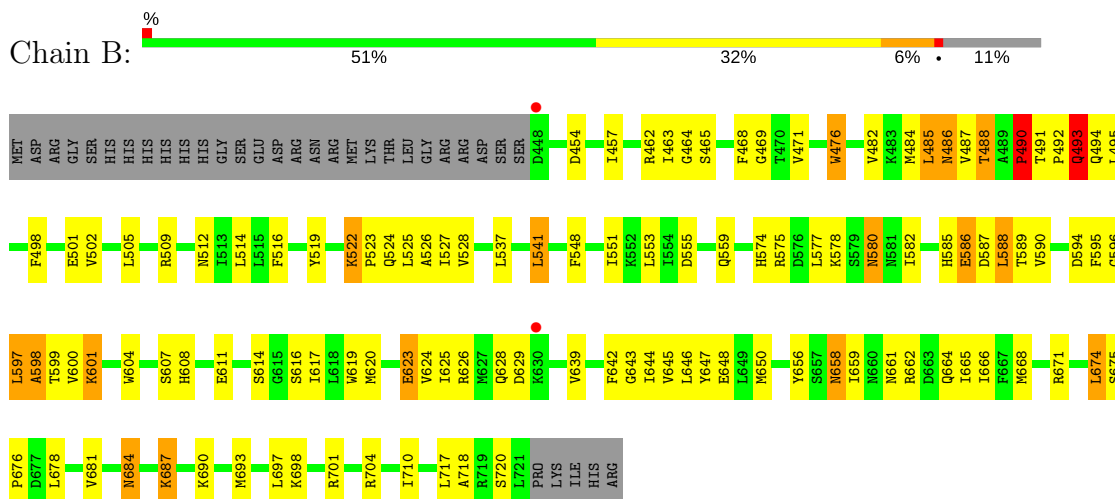 %
Chain B:
51% 32% 6% • 11%
MET ASP ARG GLY SER HIS HIS HIS HIS HIS HIS GLY SER GLU ASP ARG ASN ARG MET LYS THR LEU GLY ARG ARG ASP SER SER D448 D454 I457 R462 I463 G464 S465 F468 G469 T470 V471 W476 V482 K483 M484 L485 N486 V487 T488 A489 P490 T491 P492 Q493 Q494 L495
F498 E501 V502 L505 R509 N512 I513 L514 L515 F516 Y519 K522 P523 Q524 L525 A526 I527 V528 L537 L541 F548 I551 K552 L553 I554 D555 Q559 H574 R575 D576 L577 K578 S579 N580 N581 I582 H585 E586 D587 L588 T589 V590 D594 F595 G596
L597 A598 T599 V600 K601 W604 S607 H608 E611 S614 G615 S616 I617 L618 W619 M620 E623 V624 I625 R626 M627 Q628 D629 K630 V639 F642 G643 I644 V645 L646 Y647 E648 L649 M650 Y656 S657 N658 I659 N660 N661 R662 D663 Q664 I665 I666 F667 M668 R671 L674 S675
P676 D677 L678 V681 N684 K687 K690 M693 L697 K698 R701 R704 I710 L717 A718 R719 S720 L721 PRO LYS ILE HIS ARG